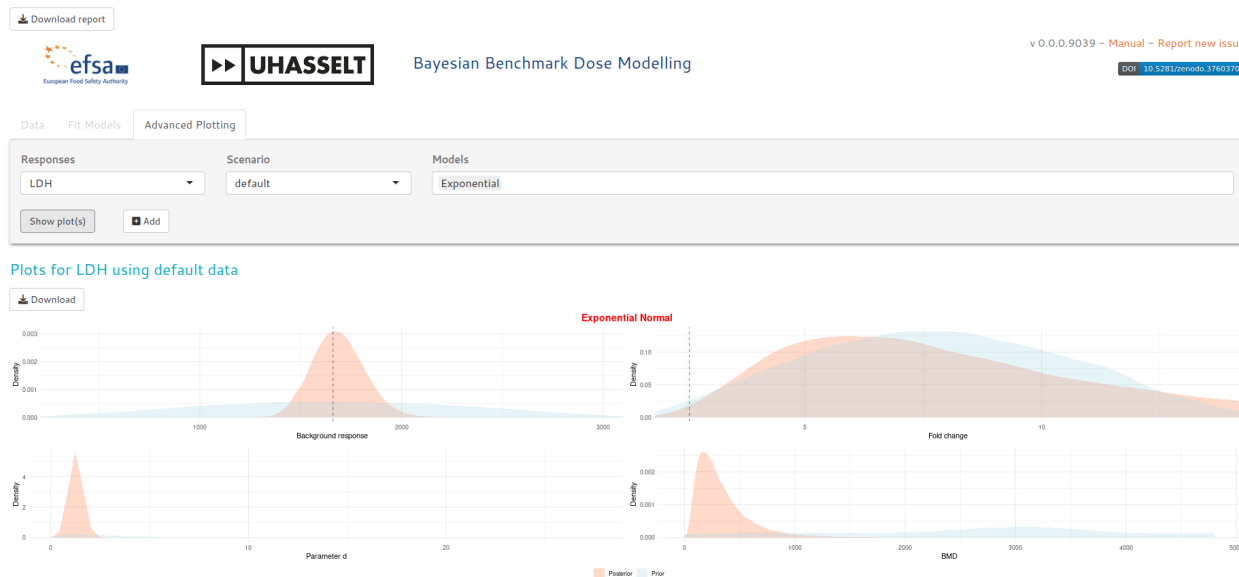 Download report
efsa
European Food Safety Authority
UHASSELT
Bayesian Benchmark Dose Modelling
v 0.0.0.9039 - Manual - Report new issu
DOI 10.5281/zenodo.3760370
Data Fit Models Advanced Plotting
Responses Scenario Models
LDH default Exponential
Show plot(s) Add
Plots for LDH using default data
Download
Exponential Normal
Density
0.003
0.002
0.001
0.000
1000 2000 3000
Background response
Density
0.10
0.05
0.00
5 10
Fold change
Density
4
2
0
0 10 20
Parameter d
Density
0.002
0.001
0.000
0 1000 2000 3000 4000 500
BMD
Posterior Prior